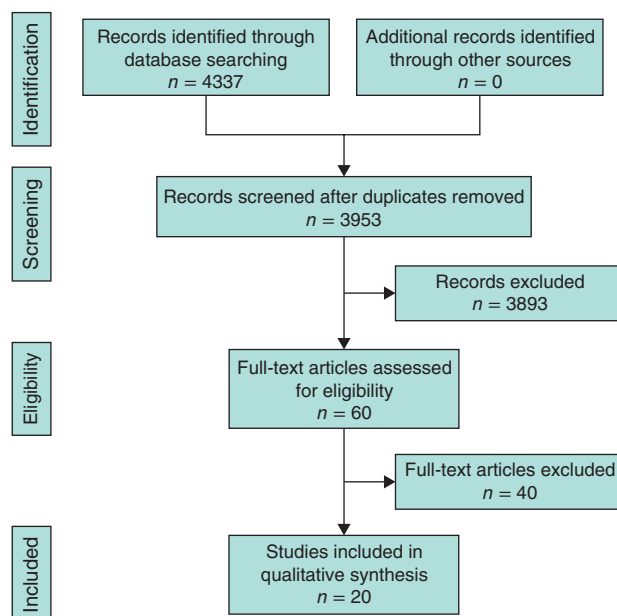 Identification
Records identified through
database searching
n = 4337
Additional records identified
through other sources
n = 0
Screening
Records screened after duplicates removed
n = 3953
Records excluded
n = 3893
Eligibility
Full-text articles assessed
for eligibility
n = 60
Full-text articles excluded
n = 40
Included
Studies included in
qualitative synthesis
n = 20